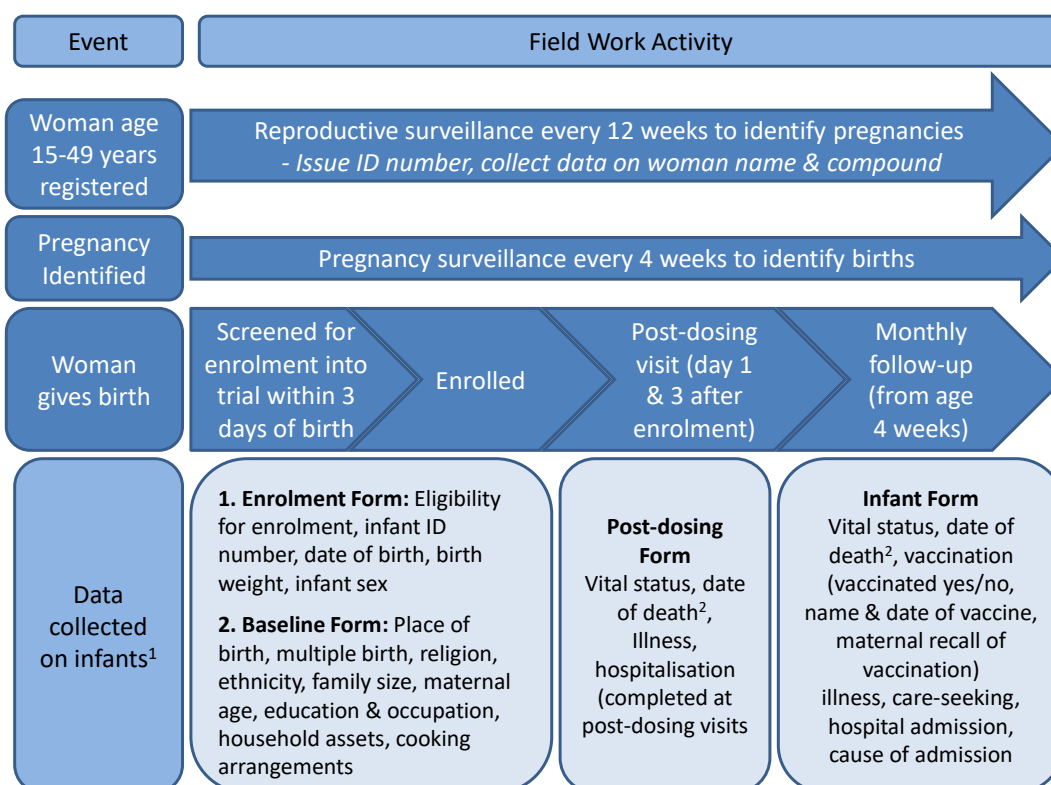 Event
Field Work Activity
Woman age
15-49 years
registered
Reproductive surveillance every 12 weeks to identify pregnancies
- Issue ID number, collect data on woman name & compound
Pregnancy
Identified
Pregnancy surveillance every 4 weeks to identify births
Woman
gives birth
Screened for
enrolment into
trial within 3
days of birth
Enrolled
Post-dosing
visit (day 1
& 3 after
enrolment)
Monthly
follow-up
(from age
4 weeks)
Data
collected
on infants¹
1. Enrolment Form: Eligibility
for enrolment, infant ID
number, date of birth, birth
weight, infant sex
2. Baseline Form: Place of
birth, multiple birth, religion,
ethnicity, family size, maternal
age, education & occupation,
household assets, cooking
arrangements
Post-dosing
Form
Vital status, date
of death²,
Illness,
hospitalisation
(completed at
post-dosing visits
Infant Form
Vital status, date of
death², vaccination
(vaccinated yes/no,
name & date of vaccine,
maternal recall of
vaccination)
illness, care-seeking,
hospital admission,
cause of admission